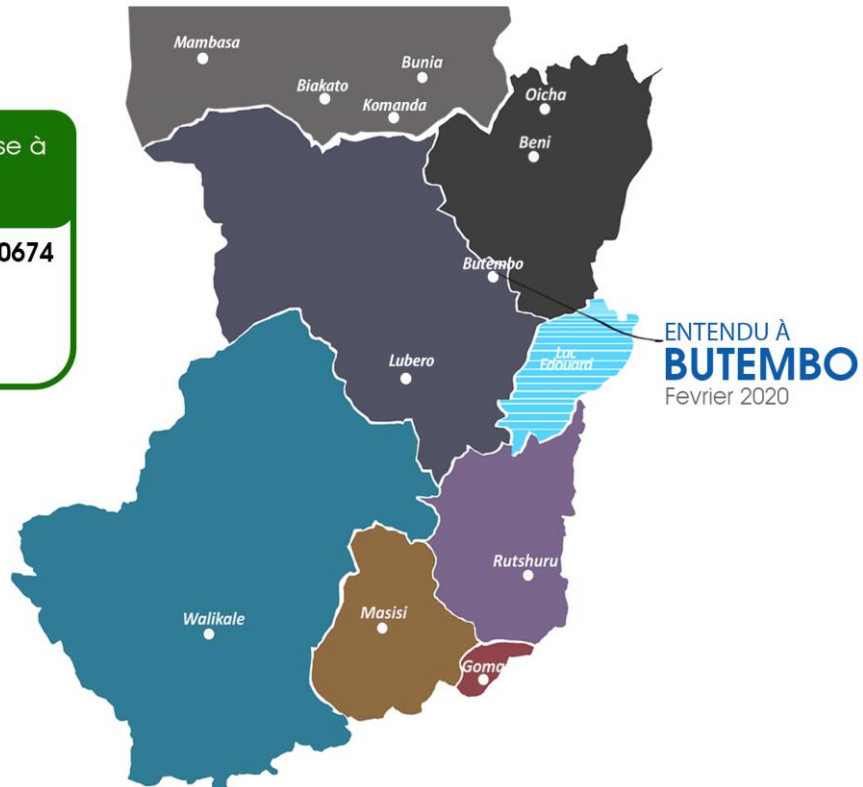 Mambasa
Bunia
Biakato
Komanda
Oicha
Beni
se à
0674
Butembo
ENTENDU À
BUTEMBO
Fevrier 2020
Luc
Edouard
Lubero
Rutshuru
Masisi
Walikale
Goma